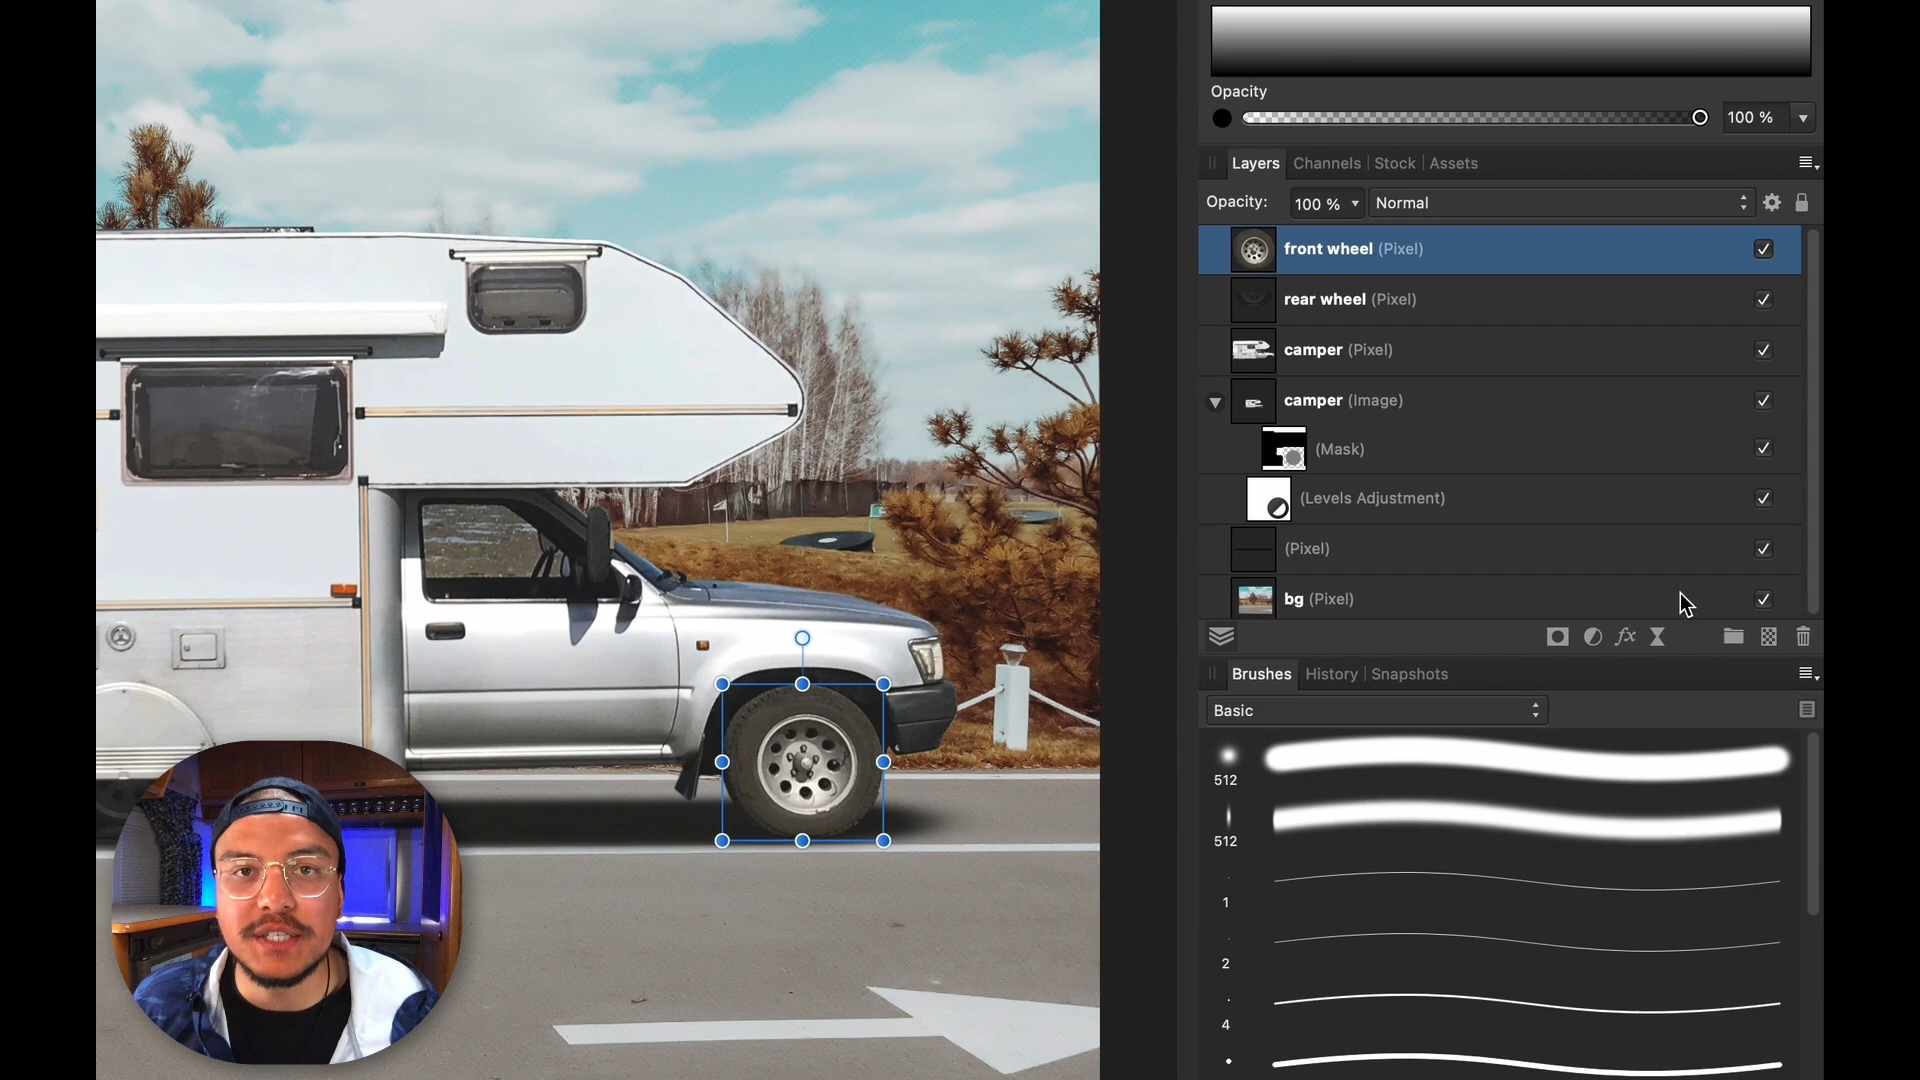 Opacity
100 %
Layers Channels Stock Assets
Opacity: 100 % Normal
front wheel (Pixel)
rear wheel (Pixel)
camper (Pixel)
camper (Image)
(Mask)
(Levels Adjustment)
(Pixel)
bg (Pixel)
fx
Brushes History Snapshots
Basic
512
512
1
2
4